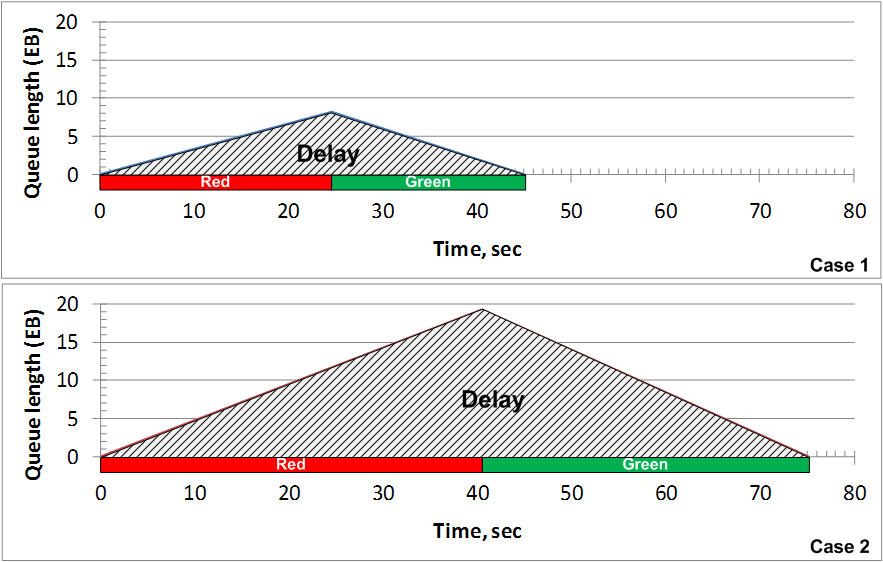 Queue length (EB)
20
15
10
5
0
Delay
Red Green
0 10 20 30 40 50 60 70 80
Time, sec
Case 1
Queue length (EB)
20
15
10
5
0
Delay
Red Green
0 10 20 30 40 50 60 70 80
Time, sec
Case 2